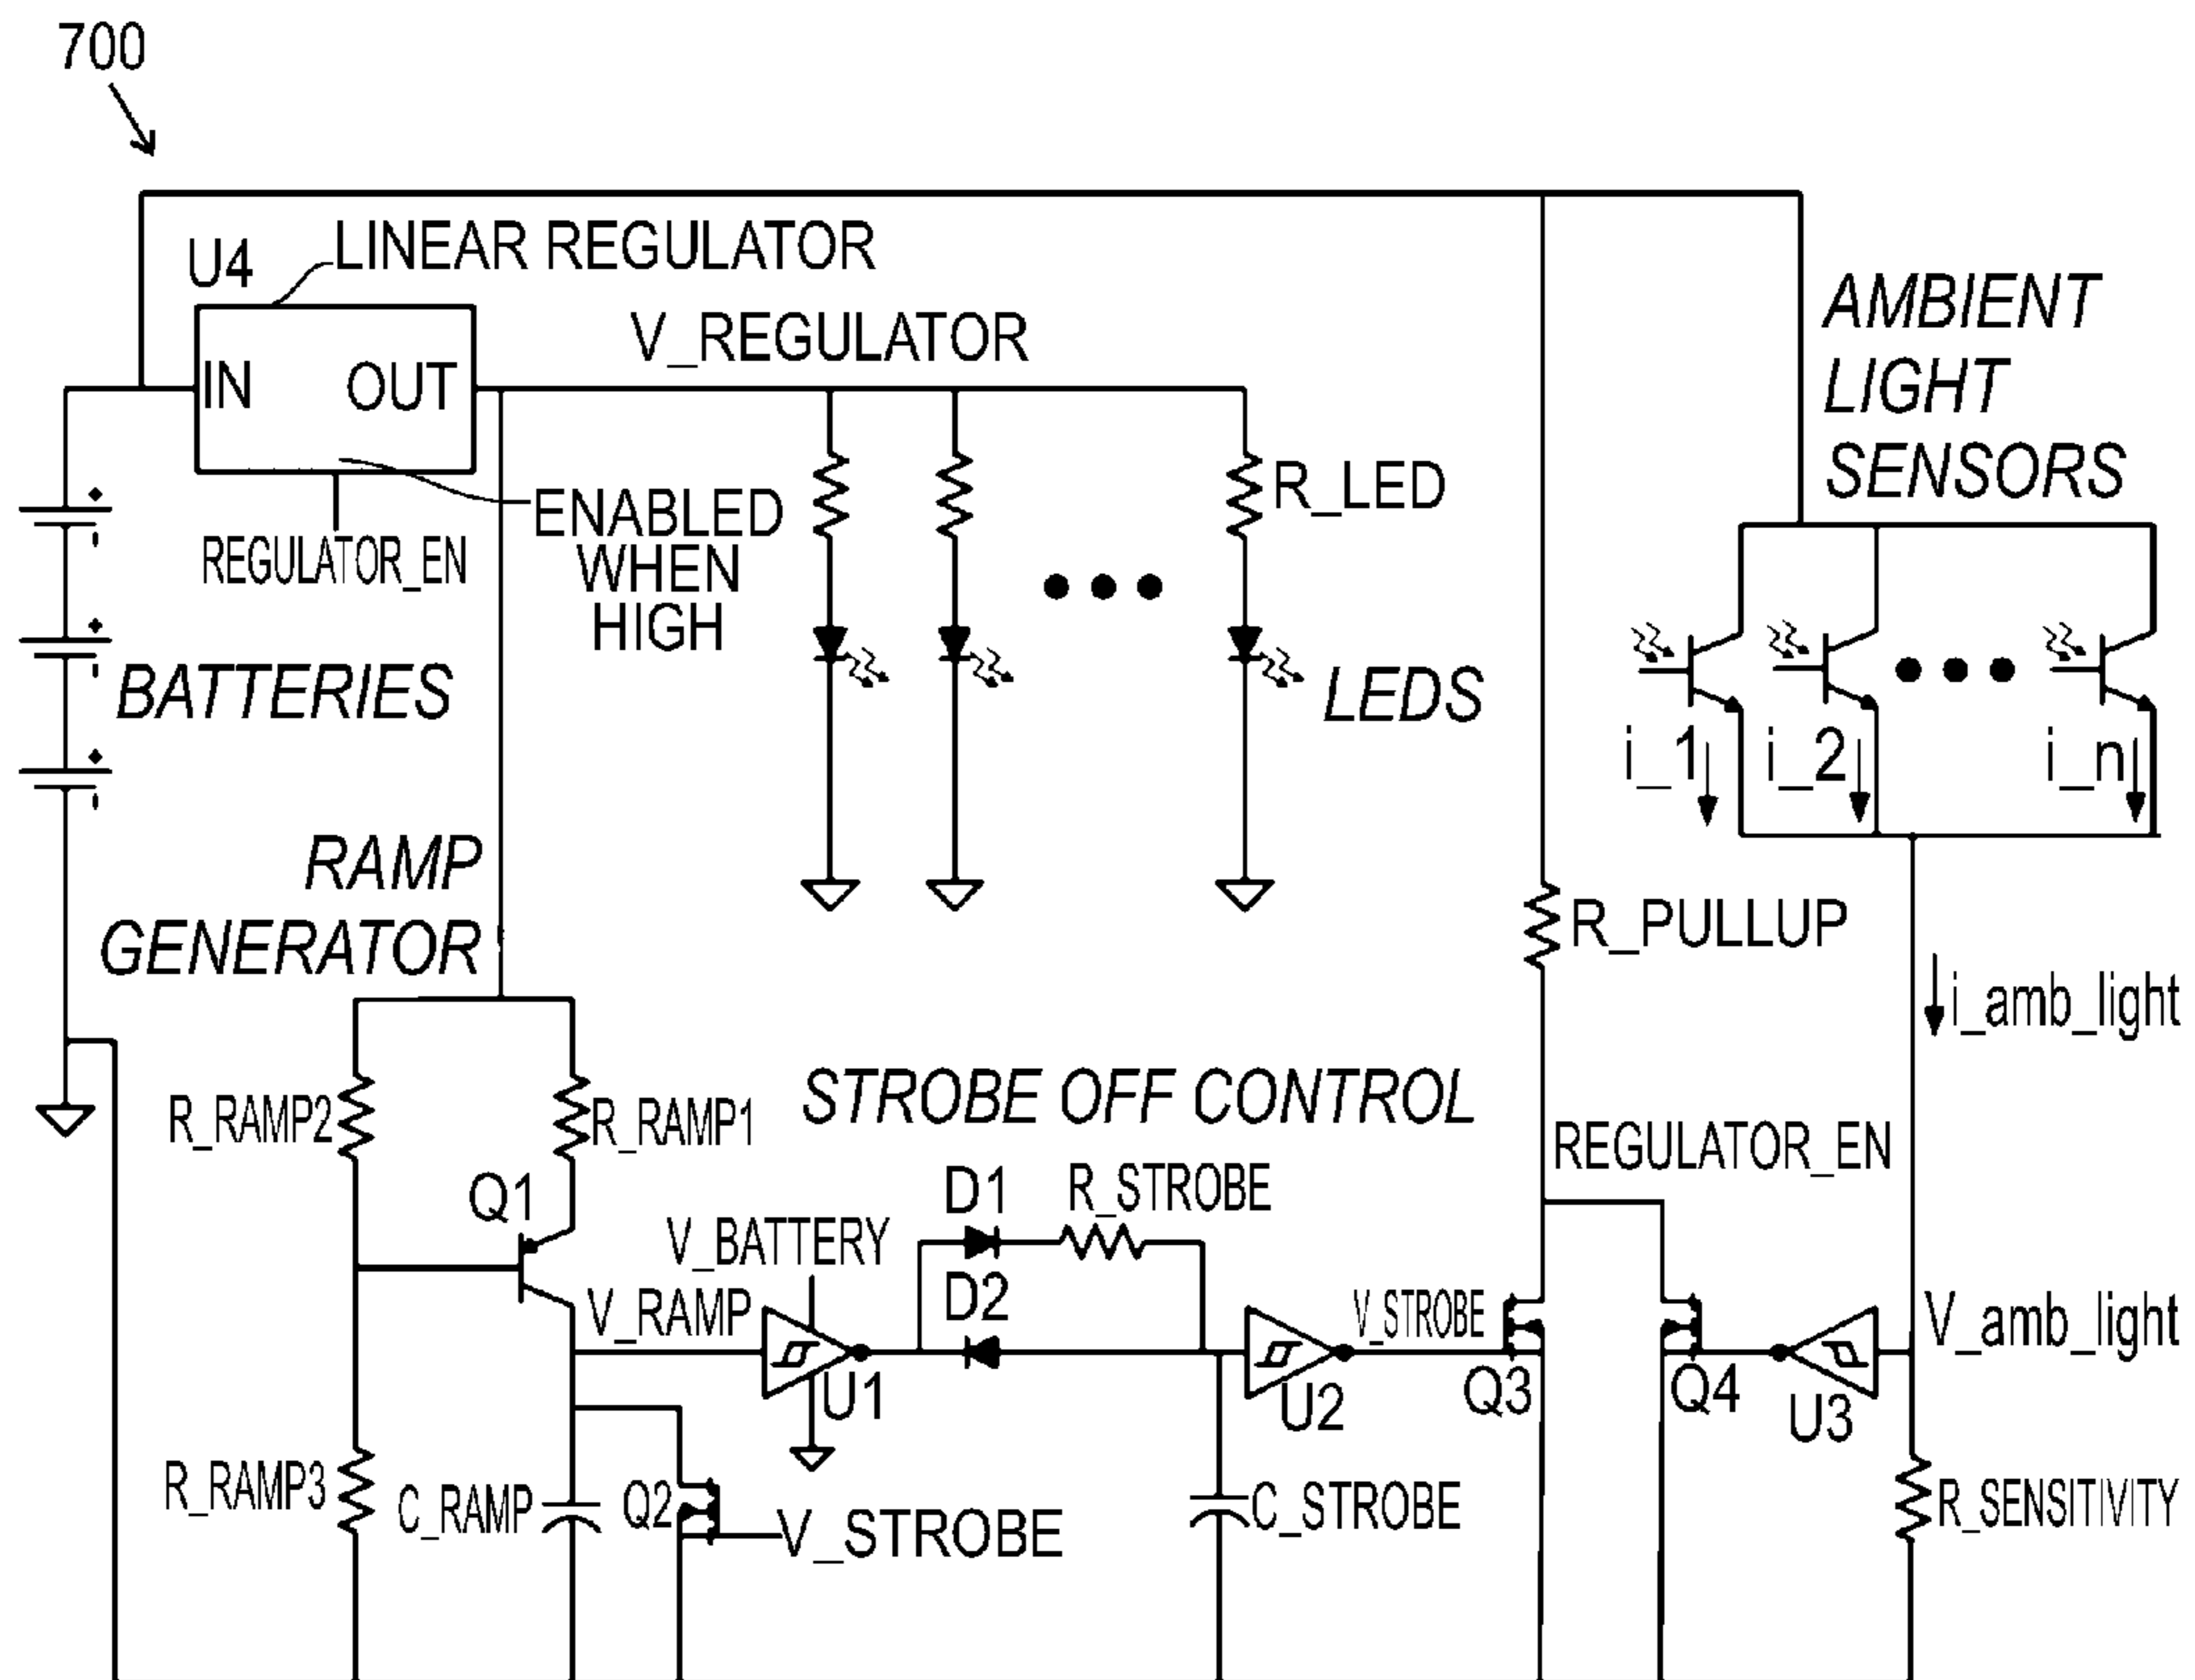 700
U4
LINEAR REGULATOR
V_REGULATOR
IN OUT
AMBIENT
LIGHT
SENSORS
R_LED
ENABLED
WHEN
HIGH
REGULATOR_EN
BATTERIES
LEDS
i_1
i_2
i_n
RAMP
GENERATOR
R_PULLUP
i_amb_light
STROBE OFF CONTROL
R_RAMP2
R_RAMP1
REGULATOR_EN
Q1
D1
R_STROBE
V_BATTERY
D2
V_RAMP
V_STROBE
V_amb_light
U1
U2
Q3
Q4
U3
R_RAMP3
C_RAMP
Q2
V_STROBE
C_STROBE
R_SENSITIVITY